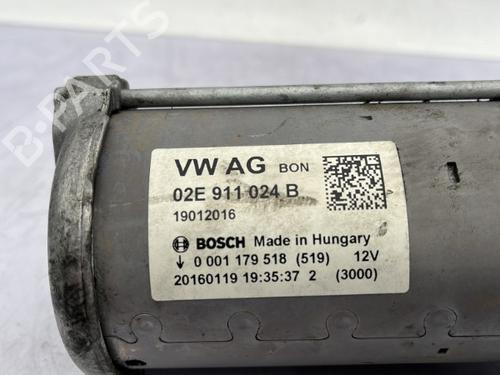 B-PARTS
VW AG BON
02E 911 024 B
19012016
BOSCH Made in Hungary
0 001 179 518 (519) 12V
20160119 19:35:37 2 (3000)